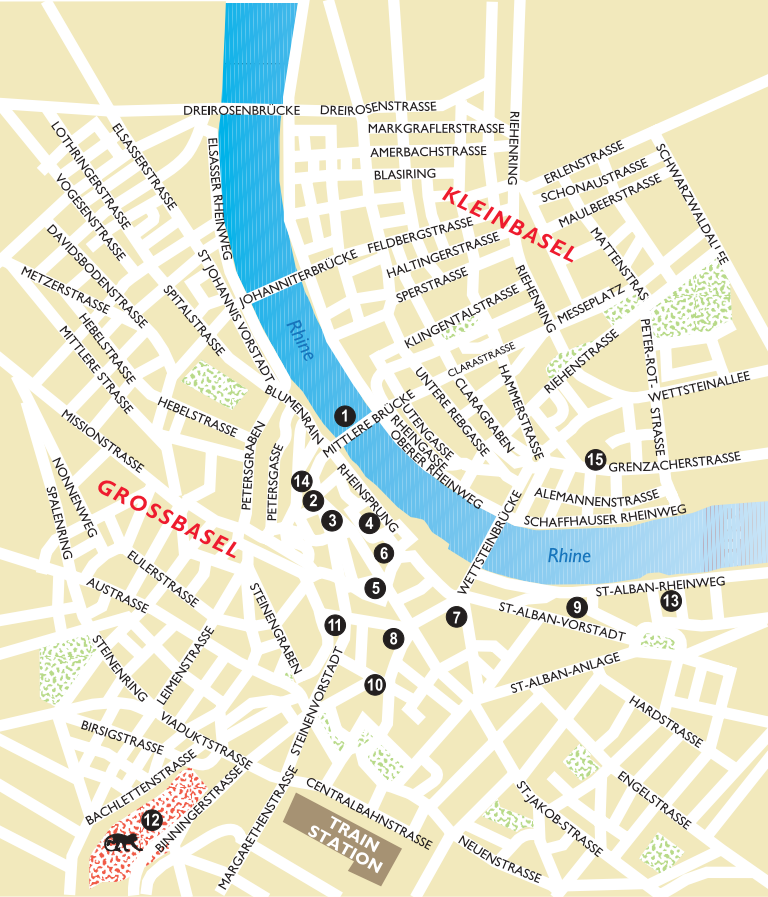 DREIROSENBRÜCKE
DREIROSENSTRASSE
MARKGRAFLERSTRASSE
AMERBACHSTRASSE
BLASIRING
RIEHENRING
ERLENSTRASSE
SCHONAUSTRASSE
MAULBEERSTRASSE
SCHWARZWALDALLEE
LOTHRINGERSTRASSE
ELSASSERSTRASSE
VOGESENSTRASSE
ELSASSER RHEINWEG
KLEINBASEL
FELDBERGSTRASSE
HALTINGERSTRASSE
SPERSTRASSE
MATTENSTRAS
DAVIDSBODENSTRASSE
METZERSTRASSE
ST JOHANNIS VORSTADT
JOHANNITERBRÜCKE
RIEHENRING
MESSEPLATZ
KLINGENTALSTRASSE
SPITALSTRASSE
HEBELSTRASSE
MITTLERE STRASSE
Rhine
CLARASTRASSE
RIEHENSTRASSE
PETER-ROT-
STRASSE
WETTSTEINALLEE
UNTERE REBGASSE
CLARAGRABEN
HAMMERSTRASSE
BLUMENRAIN
1
MITTLERE BRÜCKE
UTENGASSE
RHEINGASSE
OBERER RHEINWEG
HEBELSTRASSE
MISSIONSTRASSE
PETERSGRABEN
PETERSGASSE
15
GRENZACHERSTRASSE
NONNENWEG
SPALENRING
GROSSBASEL
14
2
3
RHEINSPRUNG
4
6
ALEMANNENSTRASSE
SCHAFFHAUSER RHEINWEG
WETTSTEINBRÜCKE
Rhine
EULERSTRASSE
AUSTRASSE
STEINENGRABEN
5
7
9
ST-ALBAN-RHEINWEG
13
ST-ALBAN-VORSTADT
11
8
STEINENRING
LEIMENSTRASSE
STEINENVORSTADT
10
ST-ALBAN-ANLAGE
HARDSTRASSE
BIRSIGSTRASSE
VIADUKTSTRASSE
BACHLETTENSTRASSE
BINNINGERSTRASSE
12
MARGARETHENSTRASSE
CENTRALBAHNSTRASSE
TRAIN
STATION
NEUENSTRASSE
ST-JAKOB-STRASSE
ENGELSTRASSE